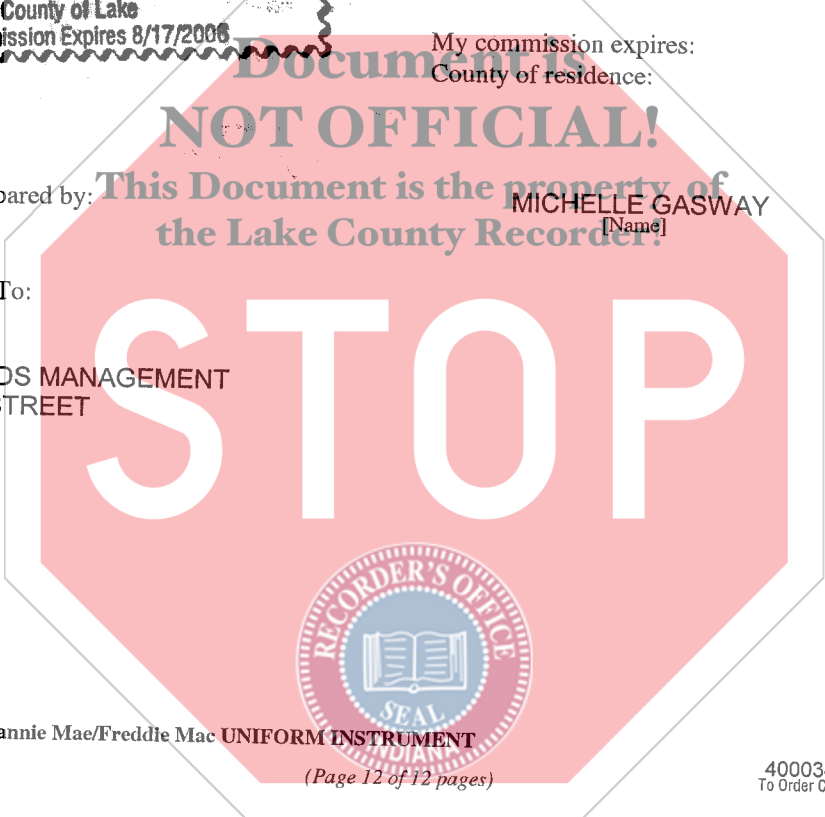 County of Lake
ission Expires 8/17/2006
My commission expires:
County of residence:
Document is
NOT OFFICIAL!
This Document is the property of
the Lake County Recorder!
pared by:
MICHELLE GASWAY
[Name]
To:
DS MANAGEMENT
STREET
STOP
RECORDER'S OFFICE
SEAL
INDIANA
annie Mae/Freddie Mac UNIFORM INSTRUMENT
(Page 12 of 12 pages)
40003
To Order C